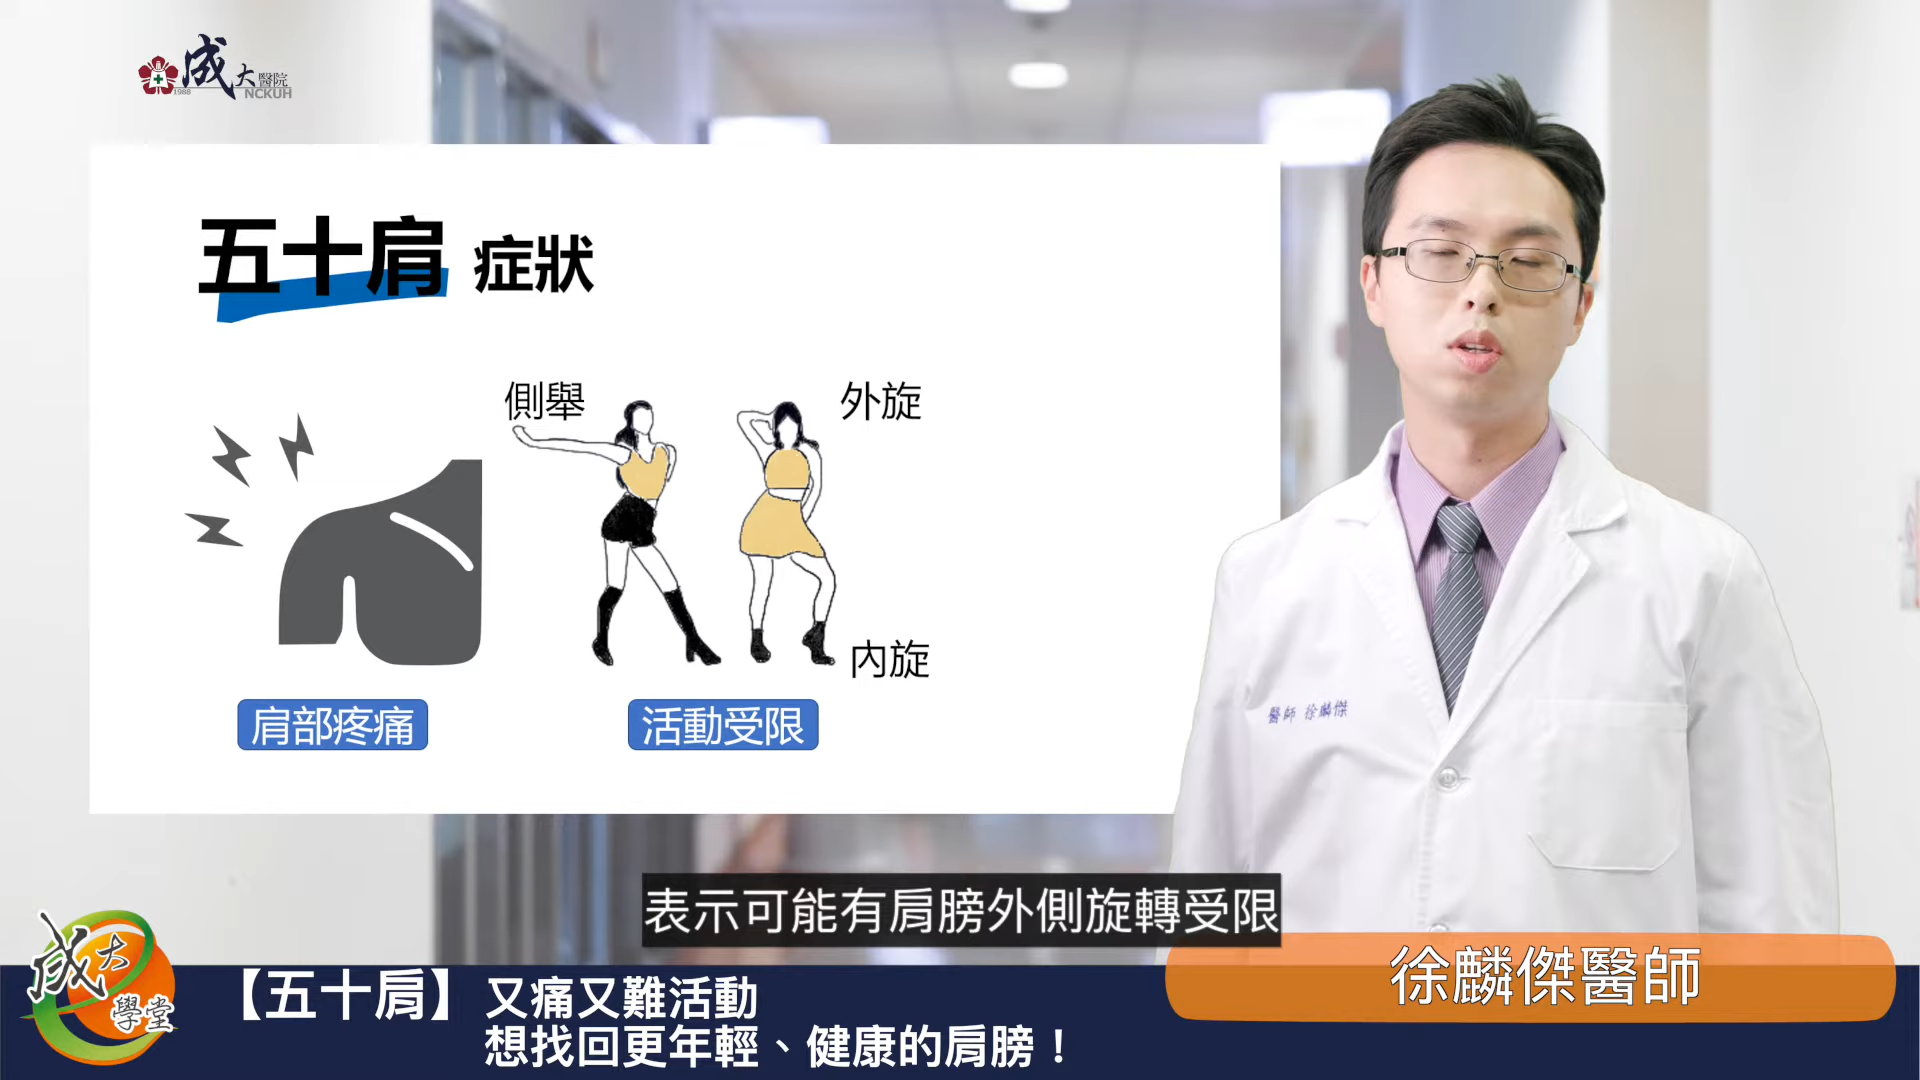 成大醫院
1988
NCKUH
五十肩 症狀
側舉
外旋
內旋
肩部疼痛
活動受限
醫師 徐麟傑
表示可能有肩膀外側旋轉受限
徐麟傑醫師
成大
學堂
【五十肩】又痛又難活動
想找回更年輕、健康的肩膀！